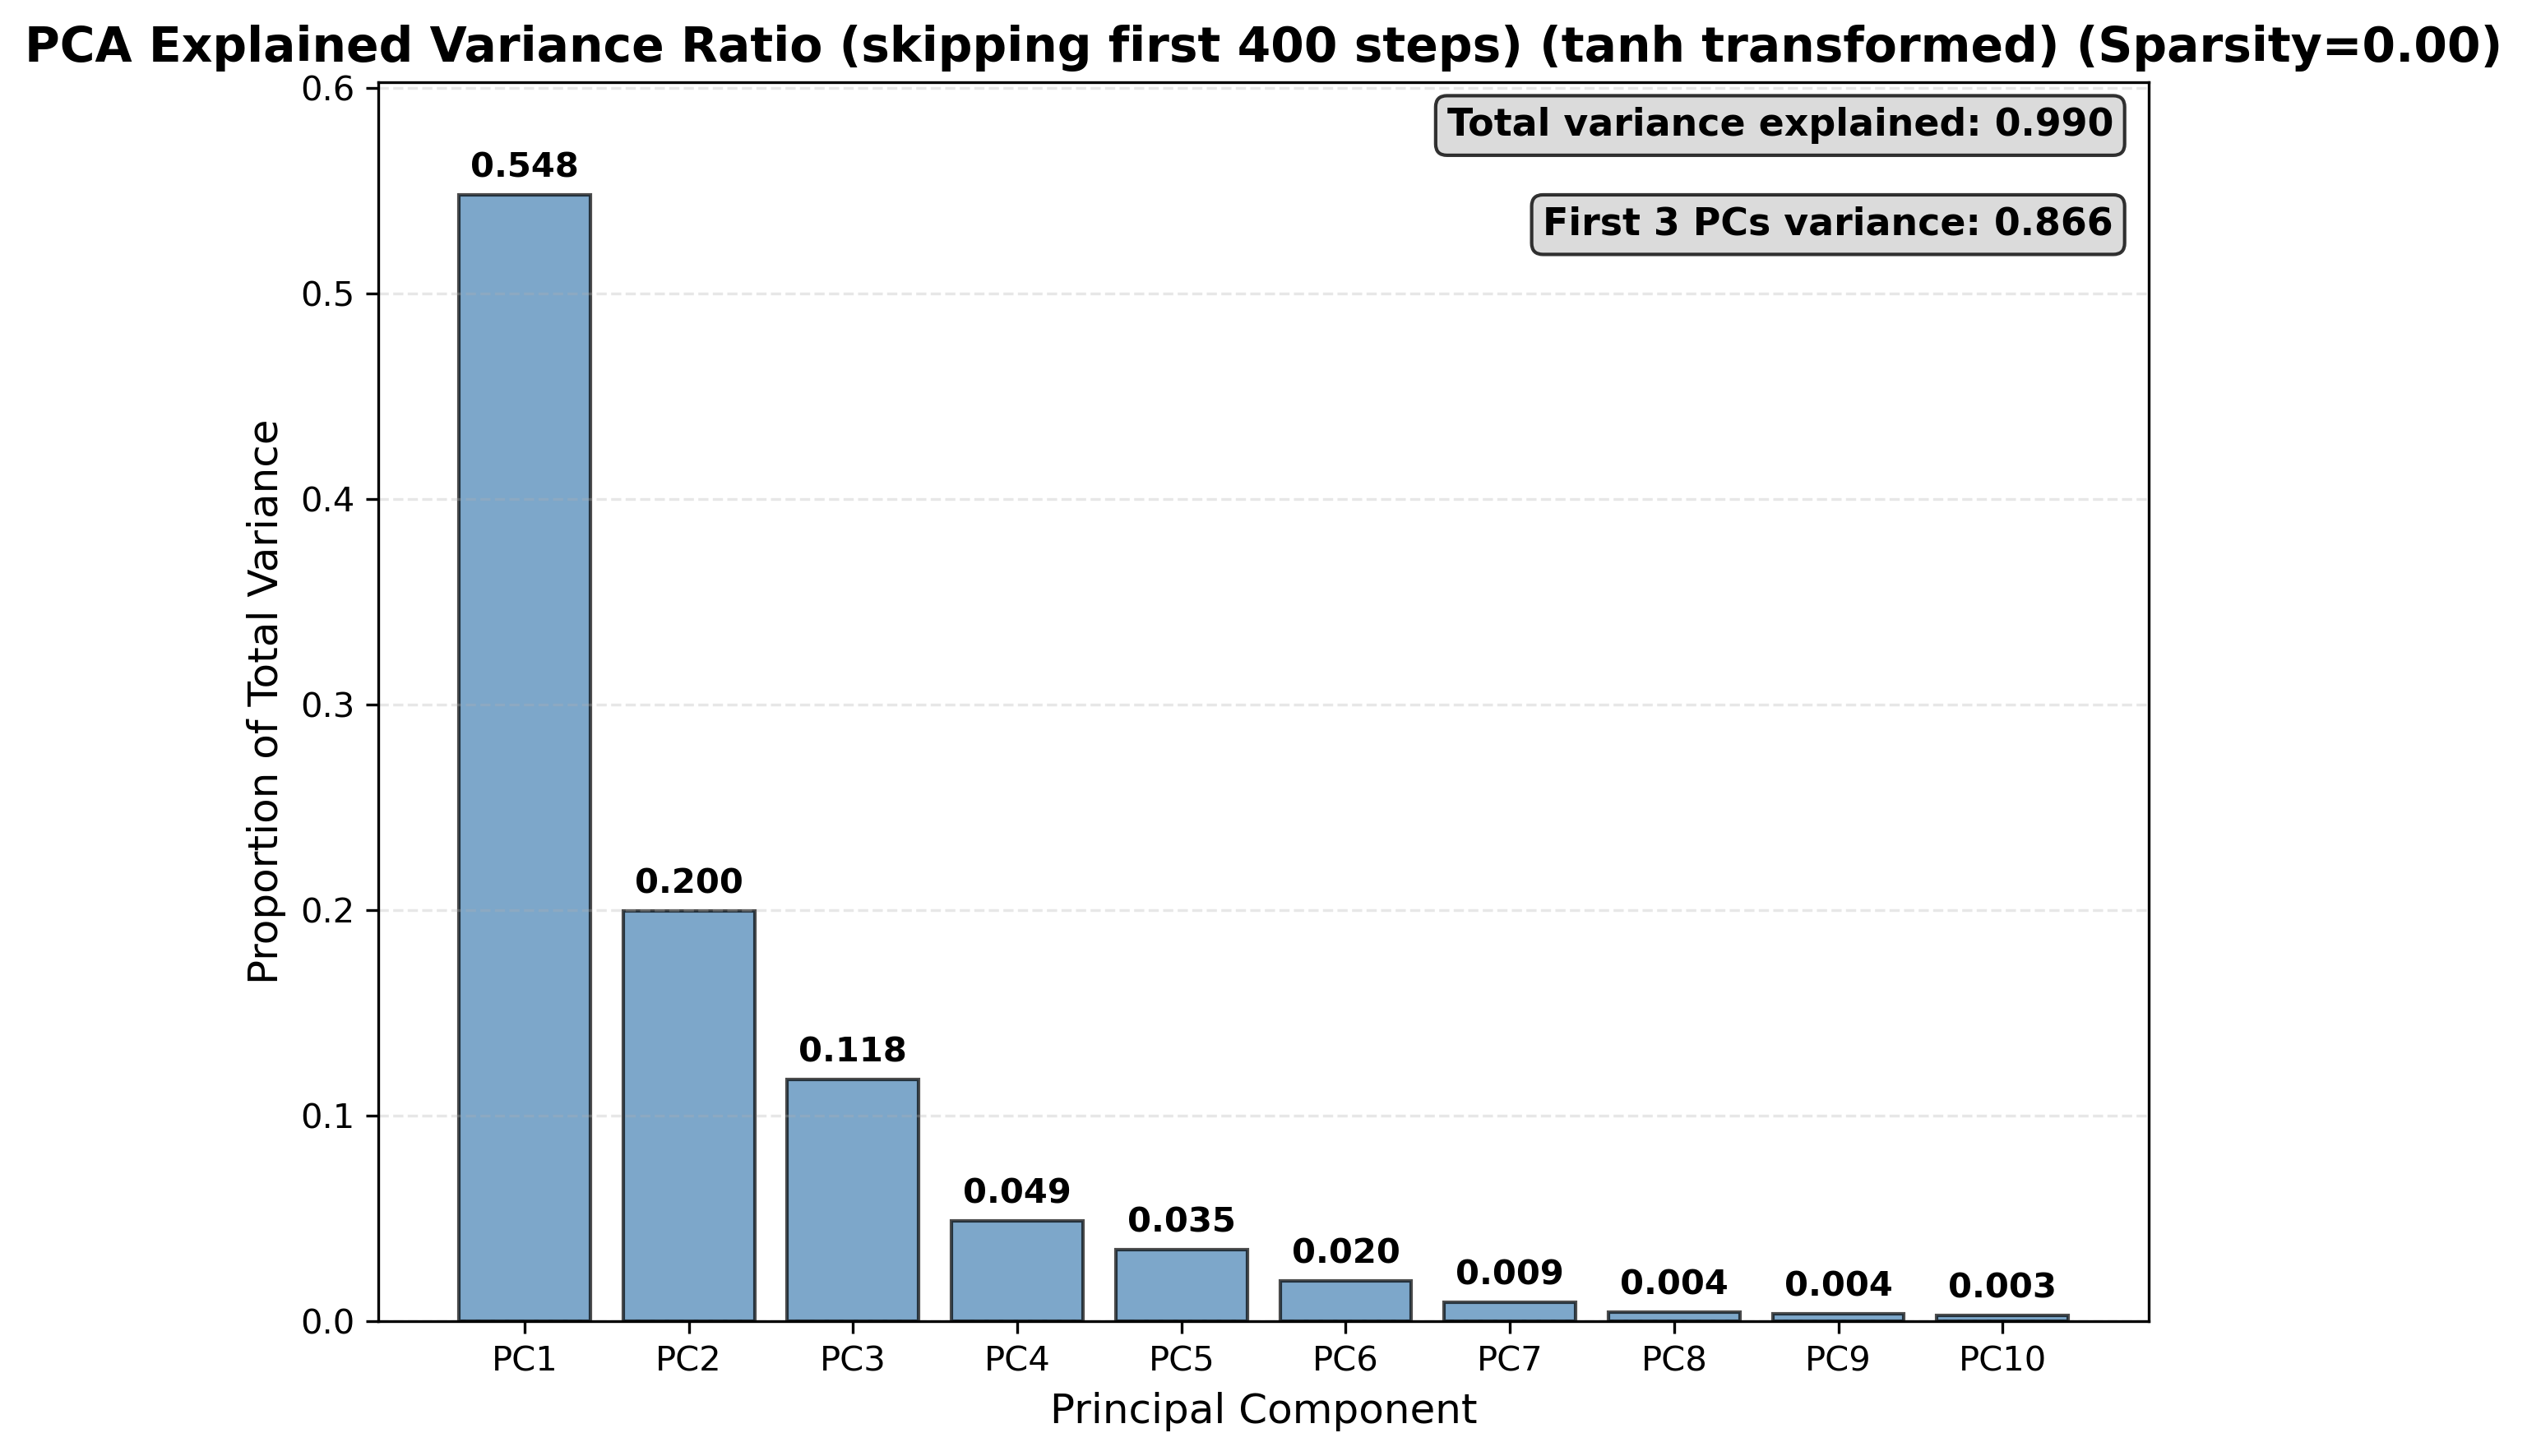 PCA Explained Variance Ratio (skipping first 400 steps) (tanh transformed) (Sparsity=0.00)
Total variance explained: 0.990
First 3 PCs variance: 0.866
Proportion of Total Variance
0.6
0.5
0.4
0.3
0.2
0.1
0.0
0.548
0.200
0.118
0.049
0.035
0.020
0.009
0.004
0.004
0.003
PC1
PC2
PC3
PC4
PC5
PC6
PC7
PC8
PC9
PC10
Principal Component